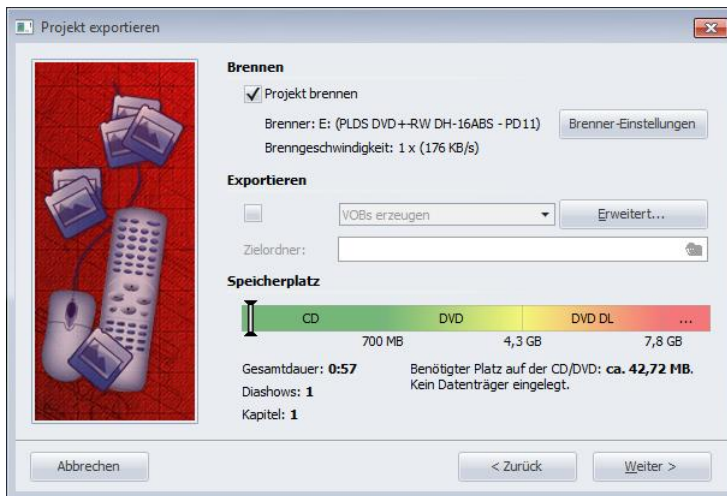 Projekt exportieren
Brennen
Projekt brennen
Brenner: E: (PLDS DVD+-RW DH-16ABS - PD11)
Brenner-Einstellungen
Brenngeschwindigkeit: 1 x (176 KB/s)
Exportieren
VOBs erzeugen
Erweitert...
Zielordner:
Speicherplatz
CD DVD DVD DL ...
700 MB 4,3 GB 7,8 GB
Gesamtdauer: 0:57
Benötigter Platz auf der CD/DVD: ca. 42,72 MB.
Kein Datenträger eingelegt.
Diashows: 1
Kapitel: 1
Abbrechen
< Zurück
Weiter >